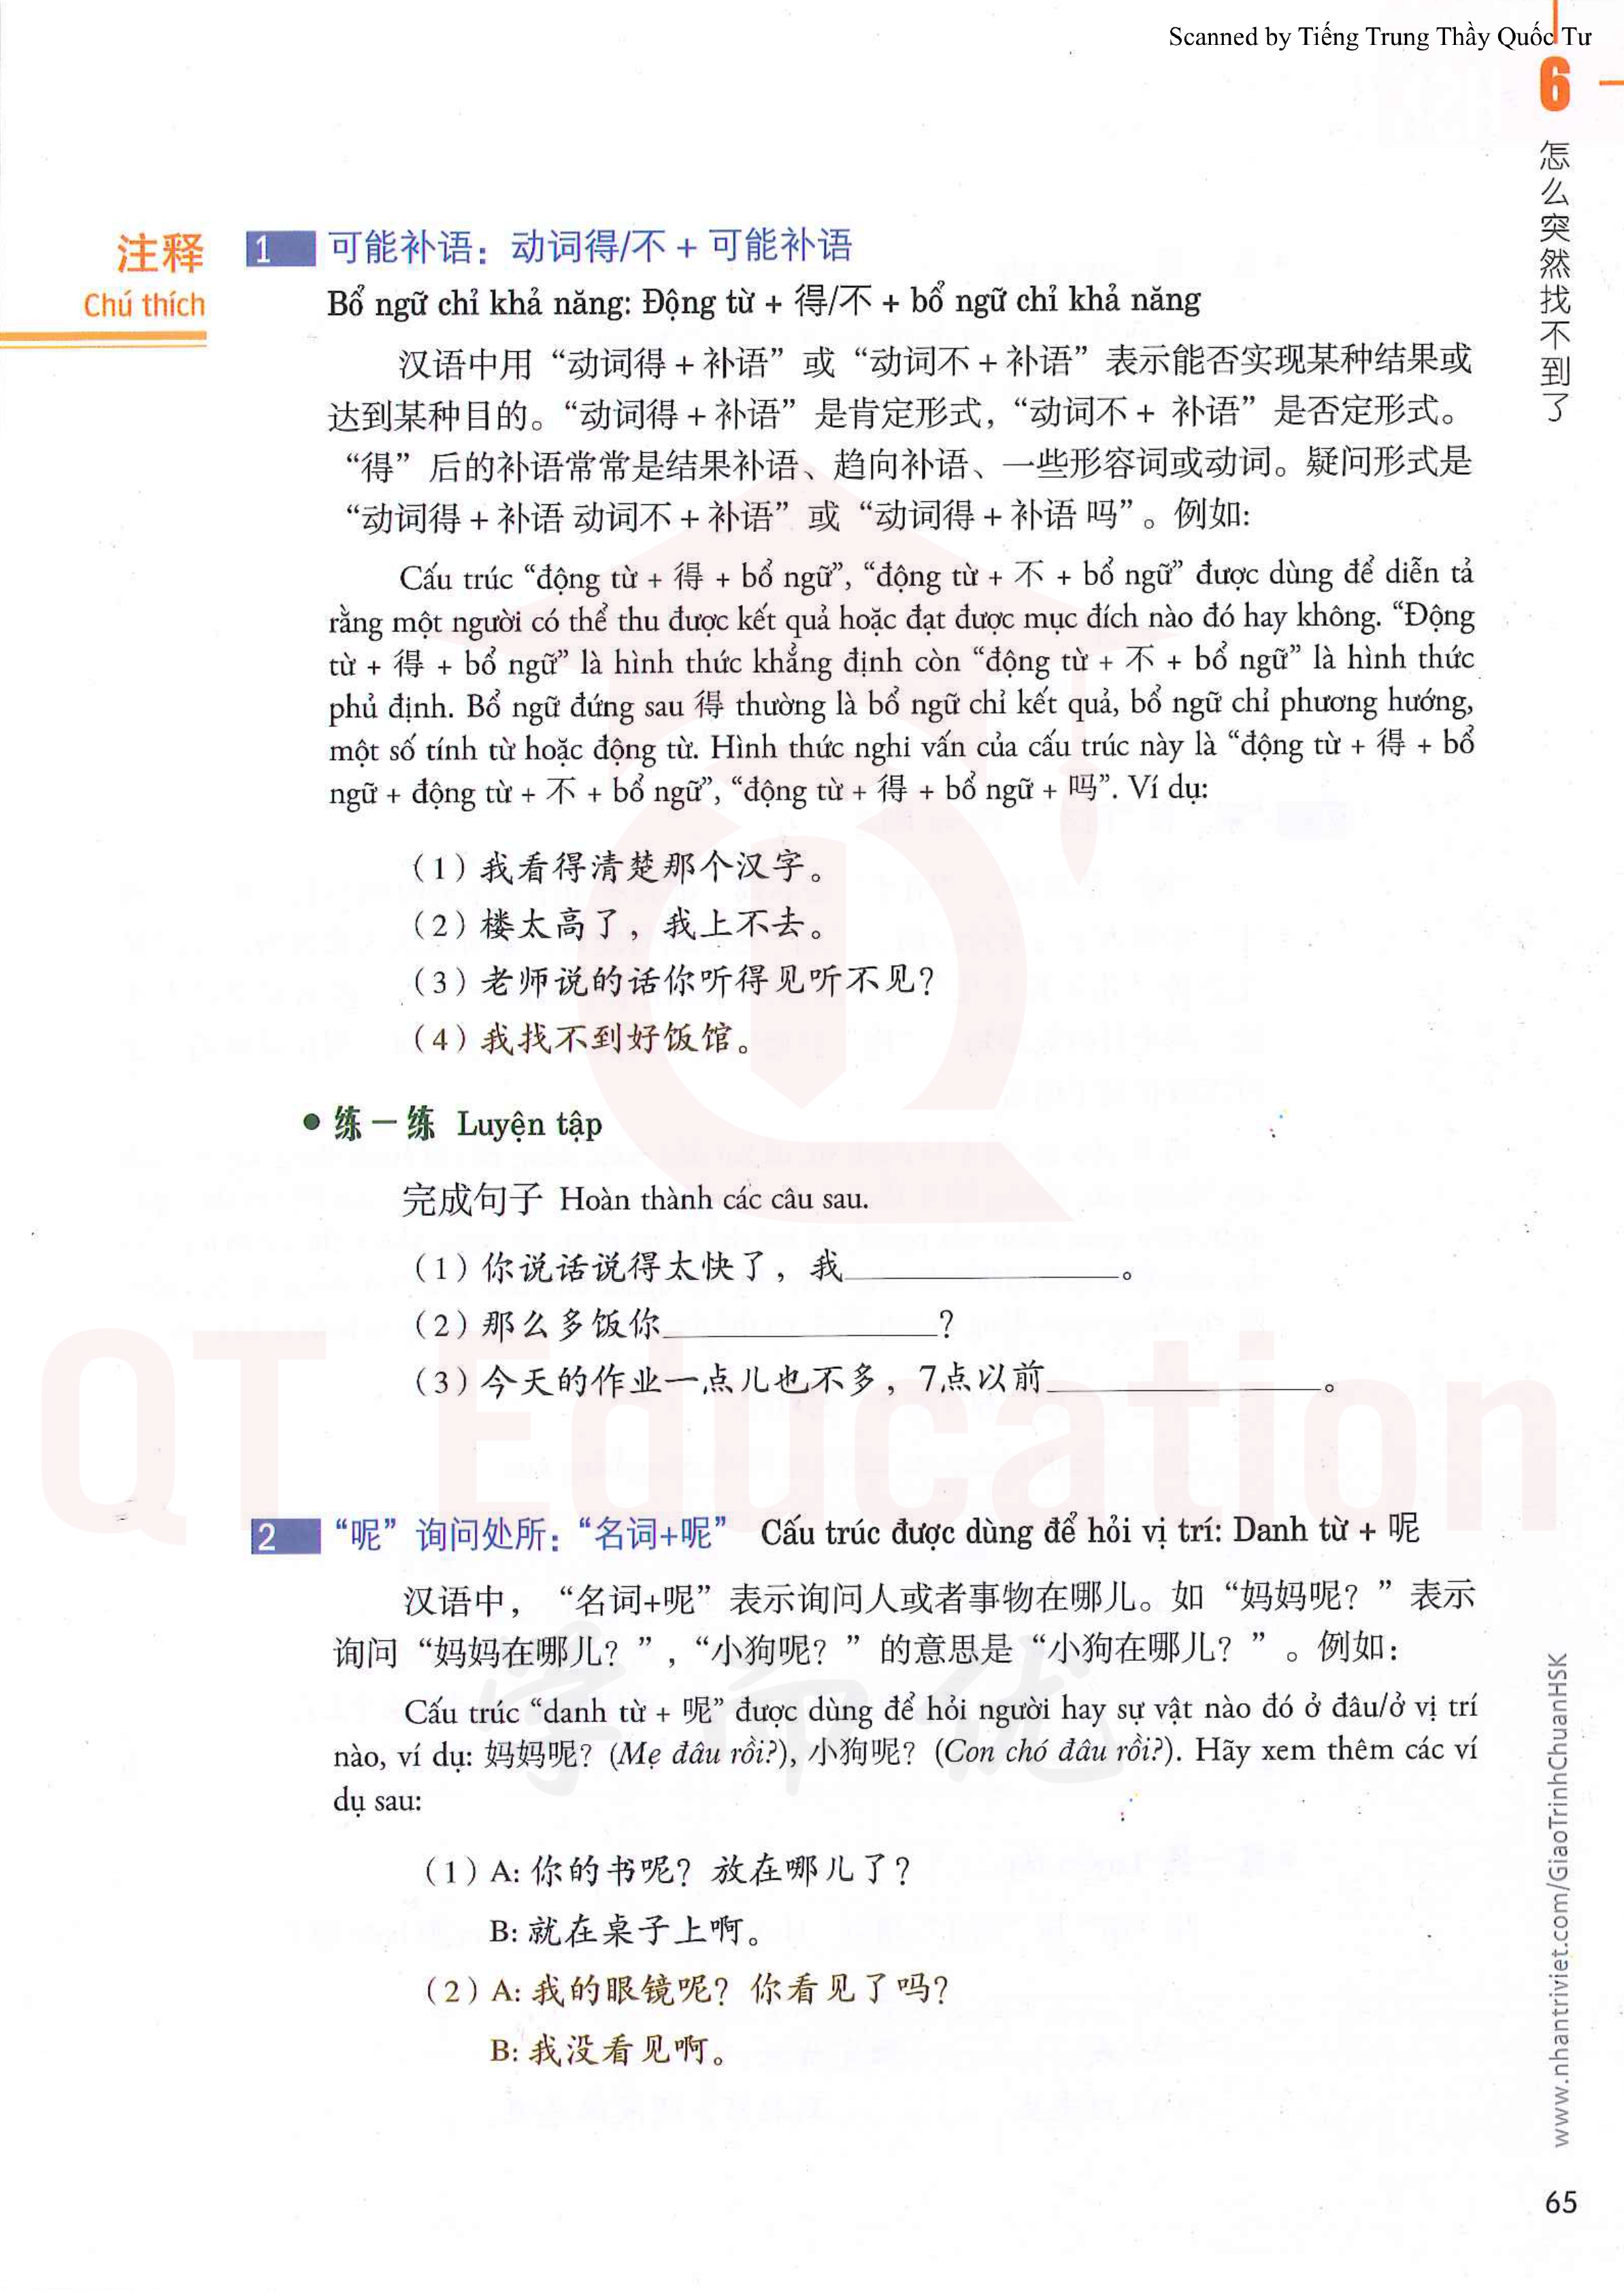 Scanned by Tiếng Trung Thầy Quốc Tư
6
怎么突然找不到了
注释
Chú thích
1 可能补语：动词得/不 + 可能补语
Bổ ngữ chỉ khả năng: Động từ + 得/不 + bổ ngữ chỉ khả năng
汉语中用“动词得 + 补语”或“动词不 + 补语”表示能否实现某种结果或
达到某种目的。“动词得 + 补语”是肯定形式，“动词不 + 补语”是否定形式。
“得”后的补语常常是结果补语、趋向补语、一些形容词或动词。疑问形式是
“动词得 + 补语 动词不 + 补语”或“动词得 + 补语 吗”。例如:
Cấu trúc “động từ + 得 + bổ ngữ”, “động từ + 不 + bổ ngữ” được dùng để diễn tả
rằng một người có thể thu được kết quả hoặc đạt được mục đích nào đó hay không. “Động
từ + 得 + bổ ngữ” là hình thức khẳng định còn “động từ + 不 + bổ ngữ” là hình thức
phủ định. Bổ ngữ đứng sau 得 thường là bổ ngữ chỉ kết quả, bổ ngữ chỉ phương hướng,
một số tính từ hoặc động từ. Hình thức nghi vấn của cấu trúc này là “động từ + 得 + bổ
ngữ + động từ + 不 + bổ ngữ”, “động từ + 得 + bổ ngữ + 吗”. Ví dụ:
（1）我看得清楚那个汉字。
（2）楼太高了，我上不去。
（3）老师说的话你听得见听不见？
（4）我找不到好饭馆。
● 练一练 Luyện tập
完成句子 Hoàn thành các câu sau.
（1）你说话说得太快了，我_______________。
（2）那么多饭你_______________？
（3）今天的作业一点儿也不多，7点以前_______________。
2 “呢”询问处所：“名词+呢” Cấu trúc được dùng để hỏi vị trí: Danh từ + 呢
汉语中，“名词+呢”表示询问人或者事物在哪儿。如“妈妈呢？”表示
询问“妈妈在哪儿？”，“小狗呢？”的意思是“小狗在哪儿？”。例如：
Cấu trúc “danh từ + 呢” được dùng để hỏi người hay sự vật nào đó ở đâu/ở vị trí
nào, ví dụ: 妈妈呢？(Mẹ đâu rồi?), 小狗呢？(Con chó đâu rồi?). Hãy xem thêm các ví
dụ sau:
（1）A: 你的书呢？放在哪儿了？
B: 就在桌子上啊。
（2）A: 我的眼镜呢？你看见了吗？
B: 我没看见啊。
QT Education
学而优
www.nhantriviet.com/GiaoTrinhChuanHSK
65